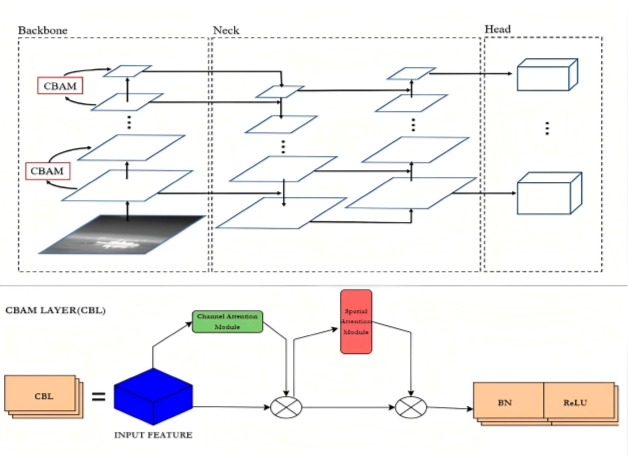 Backbone
Neck
Head
CBAM
CBAM
CBAM LAYER(CBL)
Channel Attention
Module
Spatial
Attention
Module
CBL
=
INPUT FEATURE
BN
ReLU